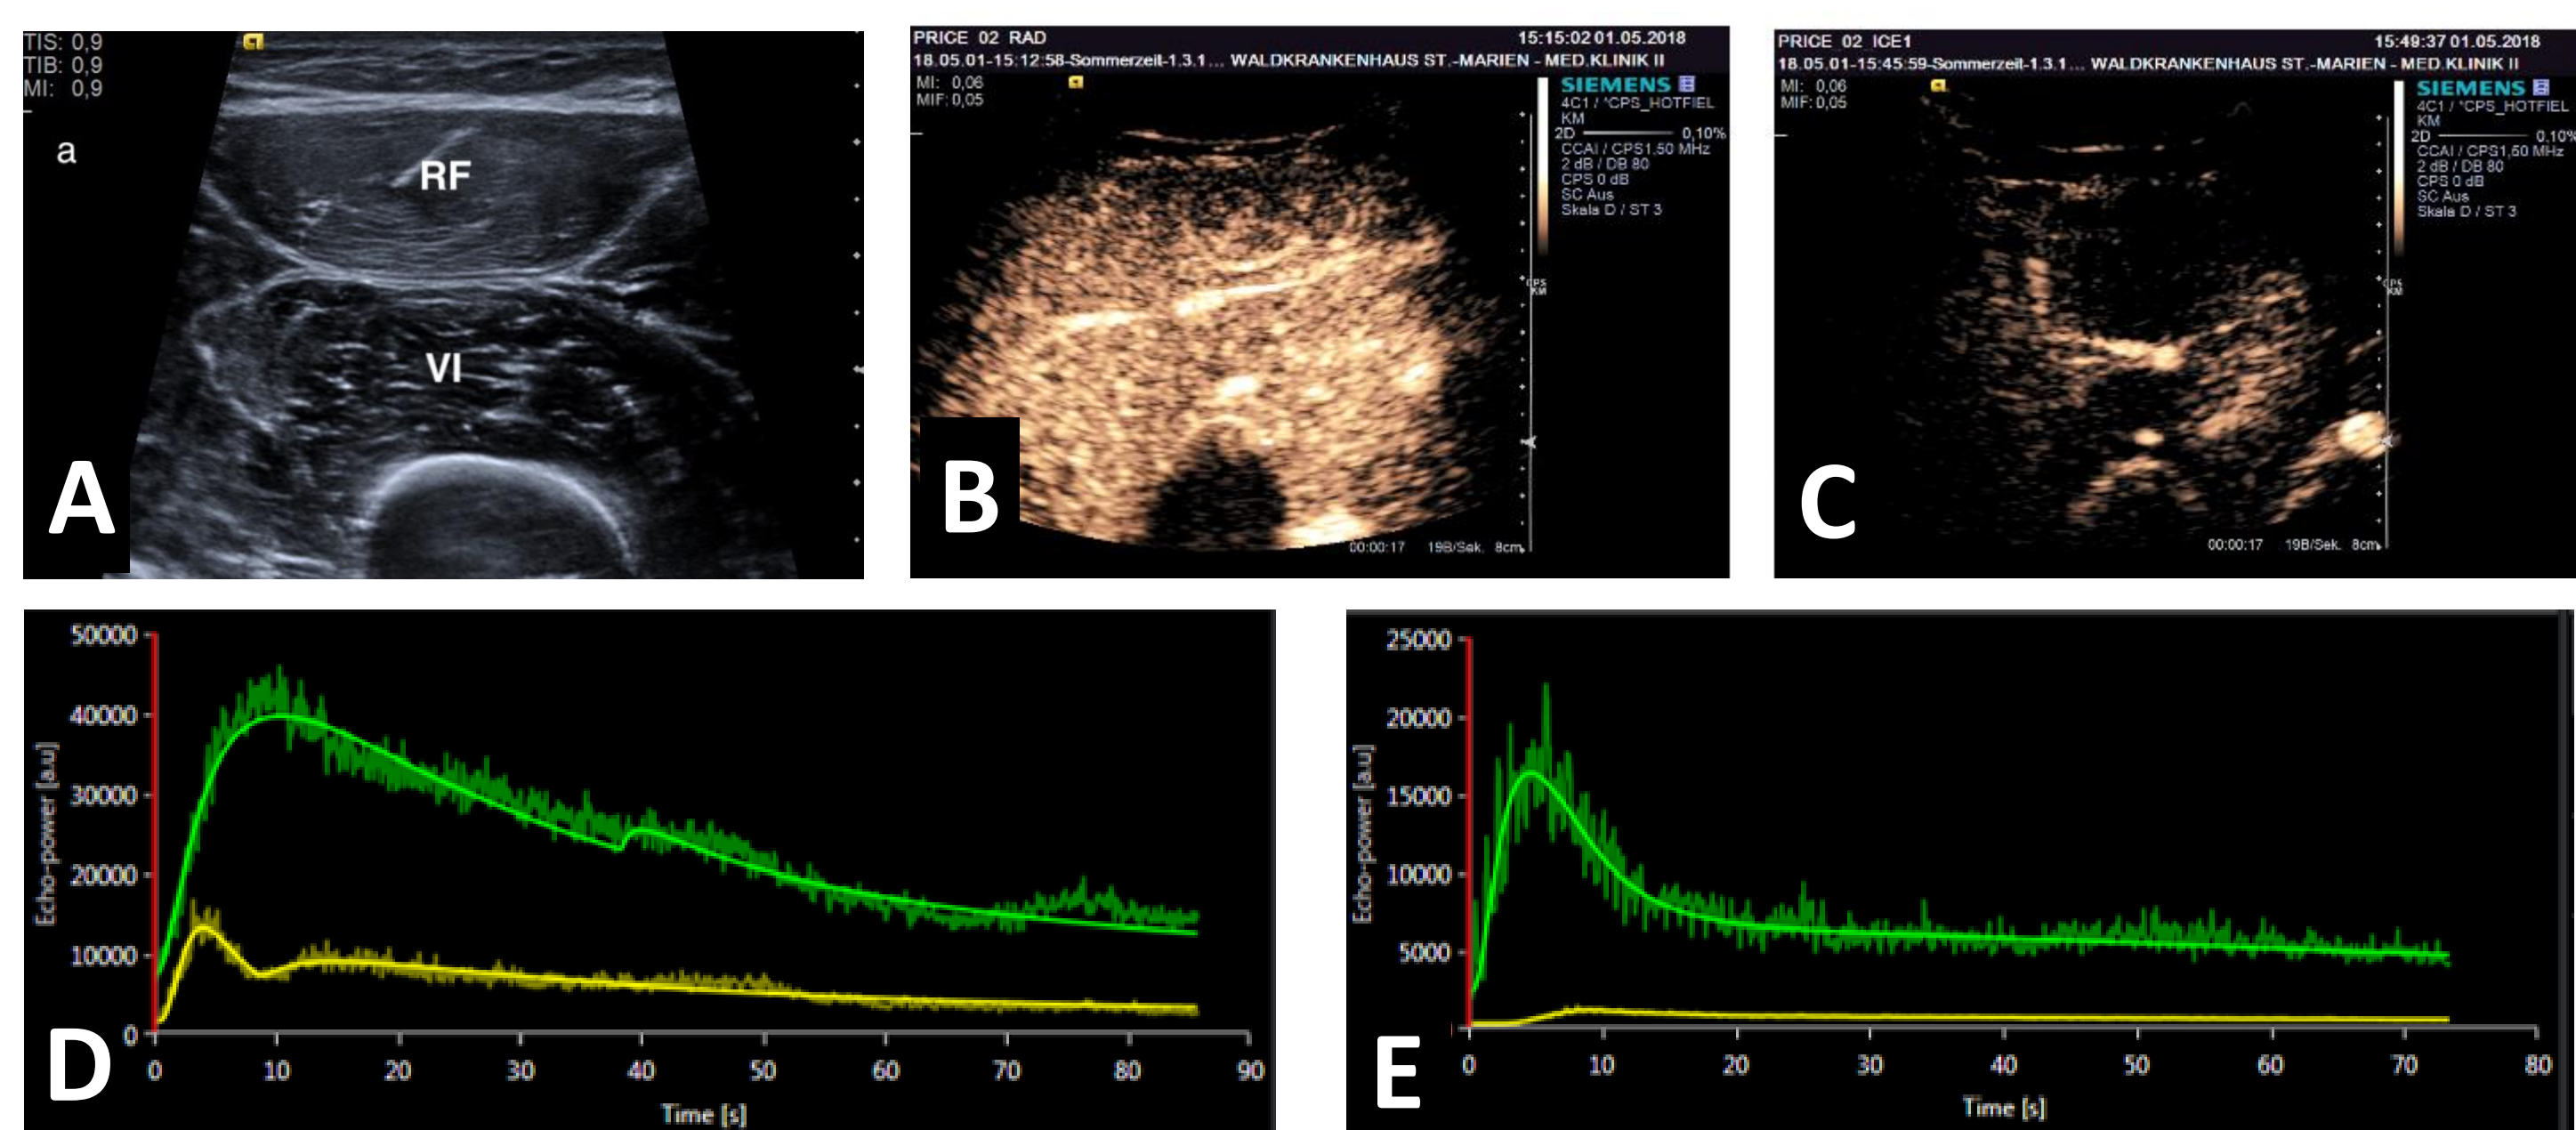 TIS: 0,9
TIB: 0,9
MI: 0,9
a
RF
VI
A
PRICE 02 RAD 15:15:02 01.05.2018
18.05.01-15:12:58-Sommerzeit-1.3.1... WALDKRANKENHAUS ST.-MARIEN - MED.KLINIK II
MI: 0,06
MIF: 0,05
SIEMENS
4C1 / *CPS_HOTFIEL
KM
2D 0,10%
CCAI / CPS1,50 MHz
2 dB / DB 80
CPS 0 dB
SC Aus
Skala D / ST 3
CPS
KM
B
00:00:17 19B/Sek. 8cm
PRICE 02 ICE1 15:49:37 01.05.2018
18.05.01-15:45:59-Sommerzeit-1.3.1... WALDKRANKENHAUS ST.-MARIEN - MED.KLINIK II
MI: 0,06
MIF: 0,05
SIEMENS
4C1 / *CPS_HOTFIEL
KM
2D 0,10%
CCAI / CPS1,50 MHz
2 dB / DB 80
CPS 0 dB
SC Aus
Skala D / ST 3
CPS
KM
C
00:00:17 19B/Sek. 8cm
50000
40000
30000
20000
10000
0
Echo-power [a.u]
0 10 20 30 40 50 60 70 80 90
Time [s]
D
25000
20000
15000
10000
5000
Echo-power [a.u]
0 10 20 30 40 50 60 70 80
Time [s]
E